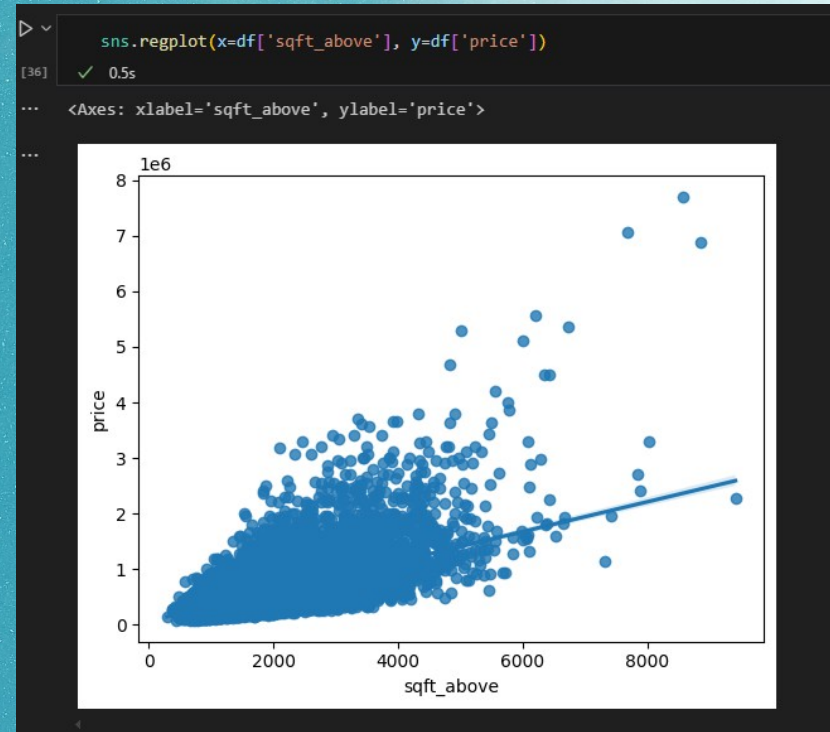 sns.regplot(x=df['sqft_above'], y=df['price'])
[36]
0.5s
... <Axes: xlabel='sqft_above', ylabel='price'>
...
1e6
8
7
6
5
4
3
2
1
0
price
0 2000 4000 6000 8000
sqft_above